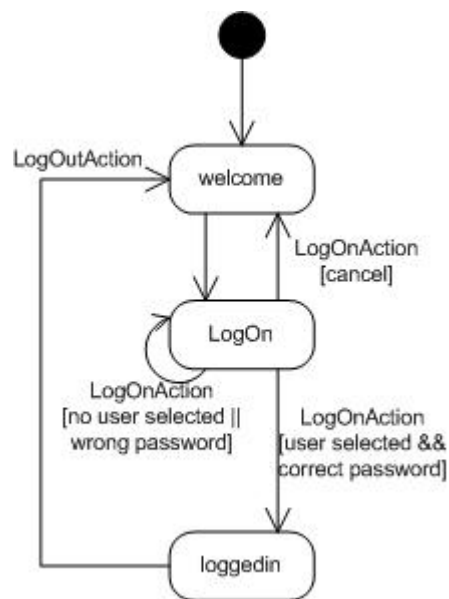 LogOutAction
welcome
LogOnAction
[cancel]
LogOn
LogOnAction
[no user selected ||
wrong password]
LogOnAction
[user selected &&
correct password]
loggedin